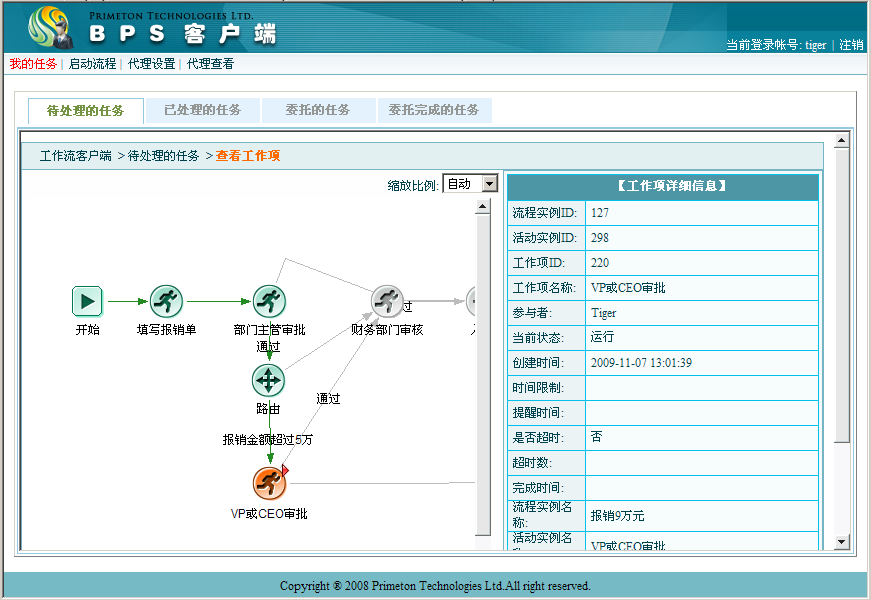 PRIMETON TECHNOLOGIES LTD.
BPS客户端
当前登录帐号: tiger | 注销
我的任务 | 启动流程 | 代理设置 | 代理查看
待处理的任务 已处理的任务 委托的任务 委托完成的任务
工作流客户端 >待处理的任务 >查看工作项
缩放比例: 自动
开始
填写报销单
部门主管审批
财务部门审核
过
通过
路由
通过
报销金额超过5万
VP或CEO审批
【工作项详细信息】
流程实例ID: 127
活动实例ID: 298
工作项ID: 220
工作项名称: VP或CEO审批
参与者: Tiger
当前状态: 运行
创建时间: 2009-11-07 13:01:39
时间限制:
提醒时间:
是否超时: 否
超时数:
完成时间:
流程实例名
称: 报销9万元
活动实例名
VP或CEO审批
Copyright ® 2008 Primeton Technologies Ltd.All right reserved.